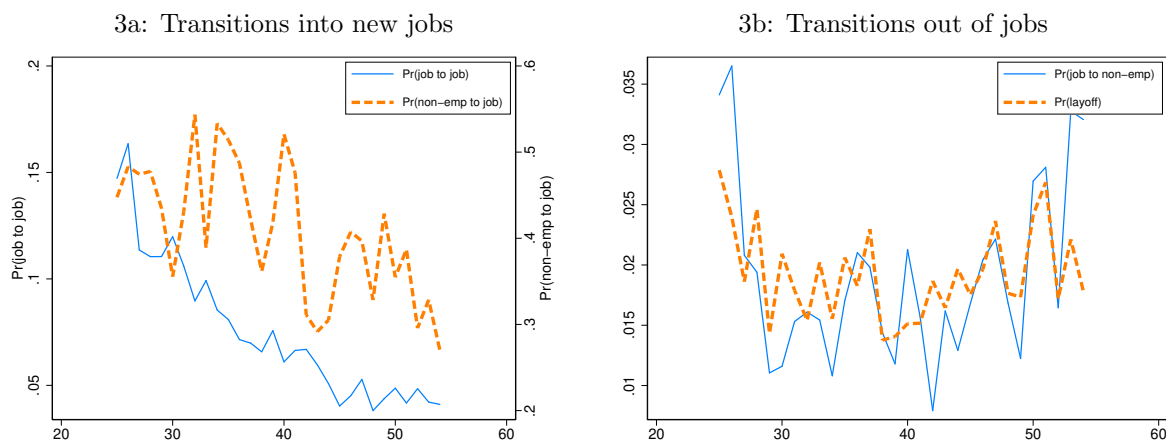 3a: Transitions into new jobs
Pr(job to job)
Pr(non−emp to job)
Pr(job to job)
.2
.15
.1
.05
Pr(non−emp to job)
.6
.5
.4
.3
.2
20 30 40 50 60
3b: Transitions out of jobs
Pr(job to non−emp)
Pr(layoff)
.035
.03
.025
.02
.015
.01
20 30 40 50 60